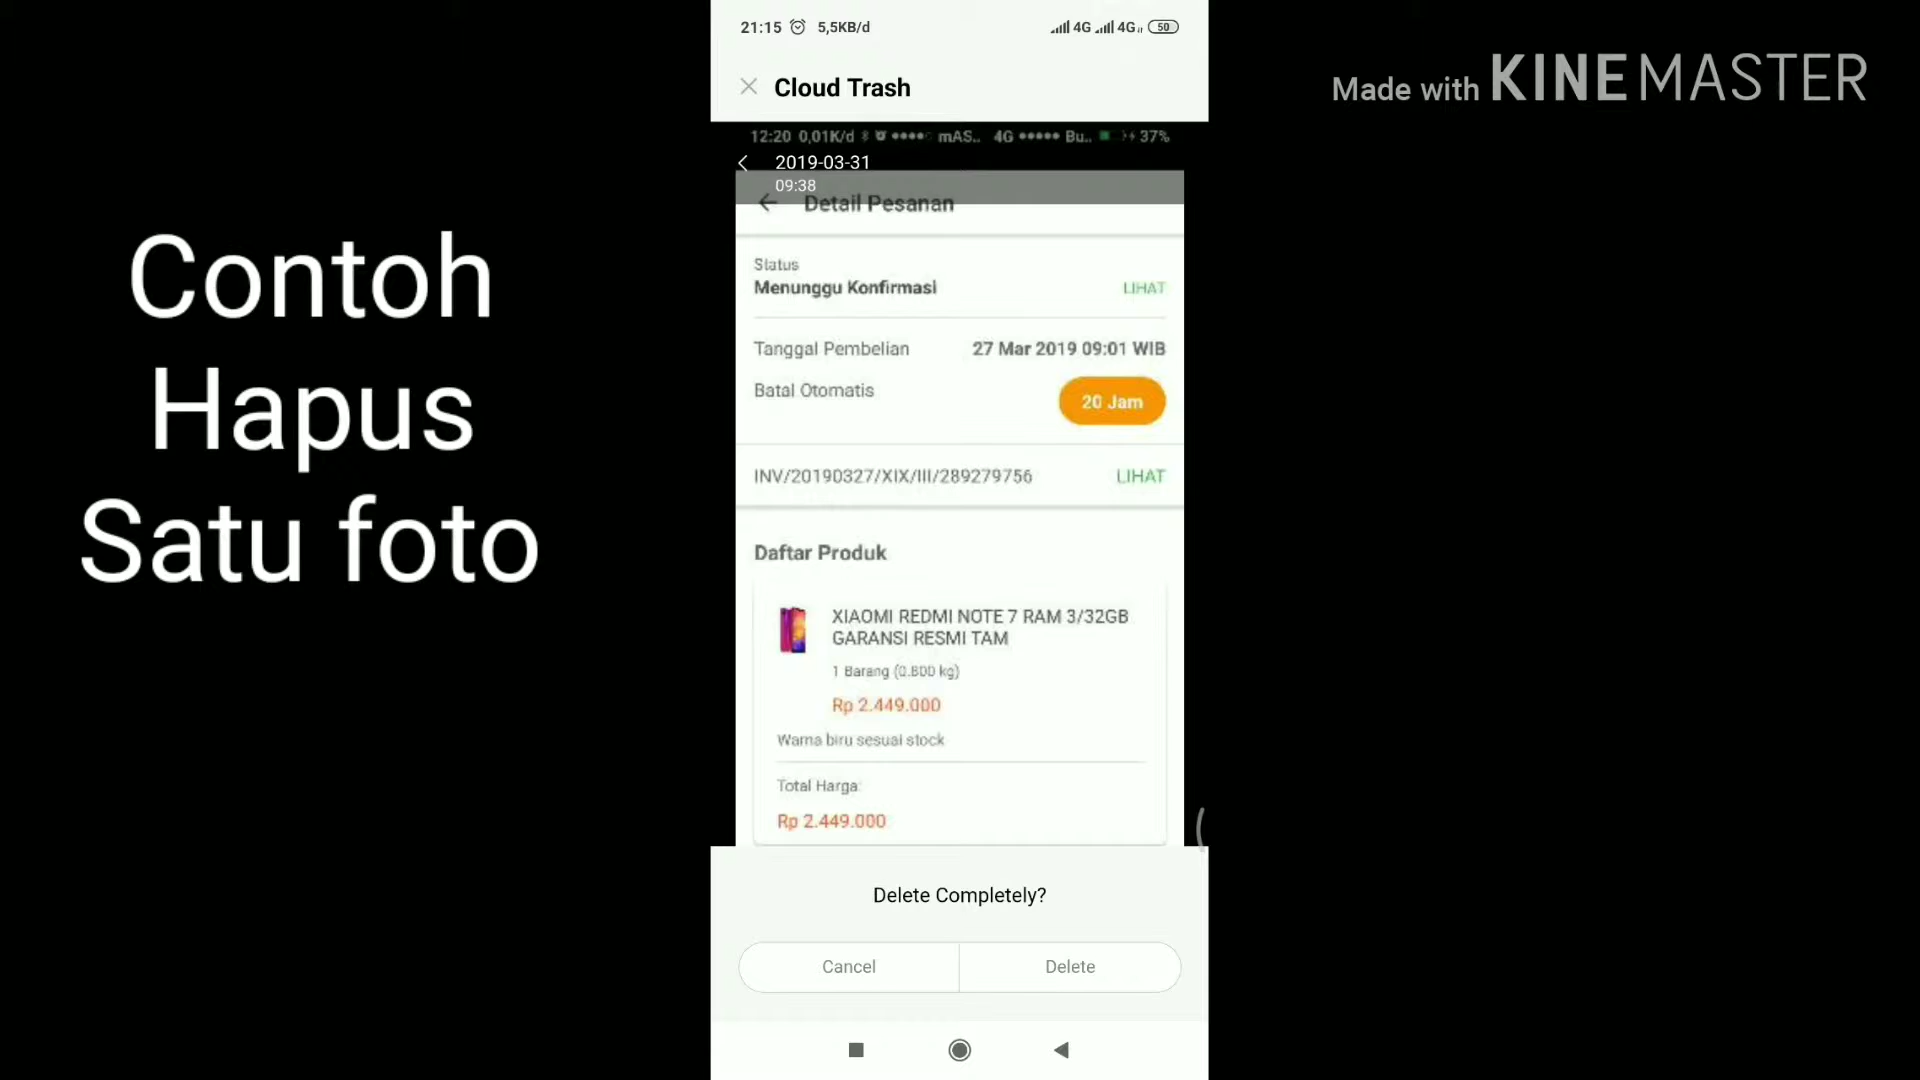 Contoh
Hapus
Satu foto
21:15 5,5KB/d 4G 4G 50
Cloud Trash
12:20 0,01K/d mAS.. 4G Bu.. 37%
2019-03-31
09:38
Detail Pesanan
Status
Menunggu Konfirmasi LIHAT
Tanggal Pembelian 27 Mar 2019 09:01 WIB
Batal Otomatis 20 Jam
INV/20190327/XIX/III/289279756 LIHAT
Daftar Produk
XIAOMI REDMI NOTE 7 RAM 3/32GB
GARANSI RESMI TAM
1 Barang (0.800 kg)
Rp 2.449.000
Warna biru sesuai stock
Total Harga:
Rp 2.449.000
Delete Completely?
Cancel Delete
Made with KINEMASTER